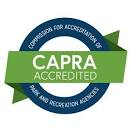 COMMISSION FOR ACCREDITATION OF
CAPRA
ACCREDITED
PARK AND RECREATION AGENCIES